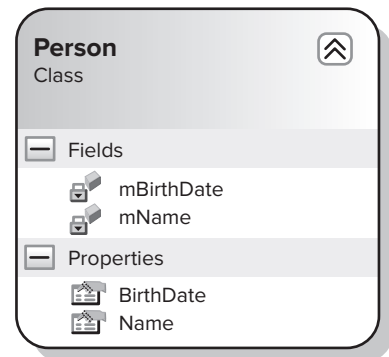 Person
Class
Fields
mBirthDate
mName
Properties
BirthDate
Name